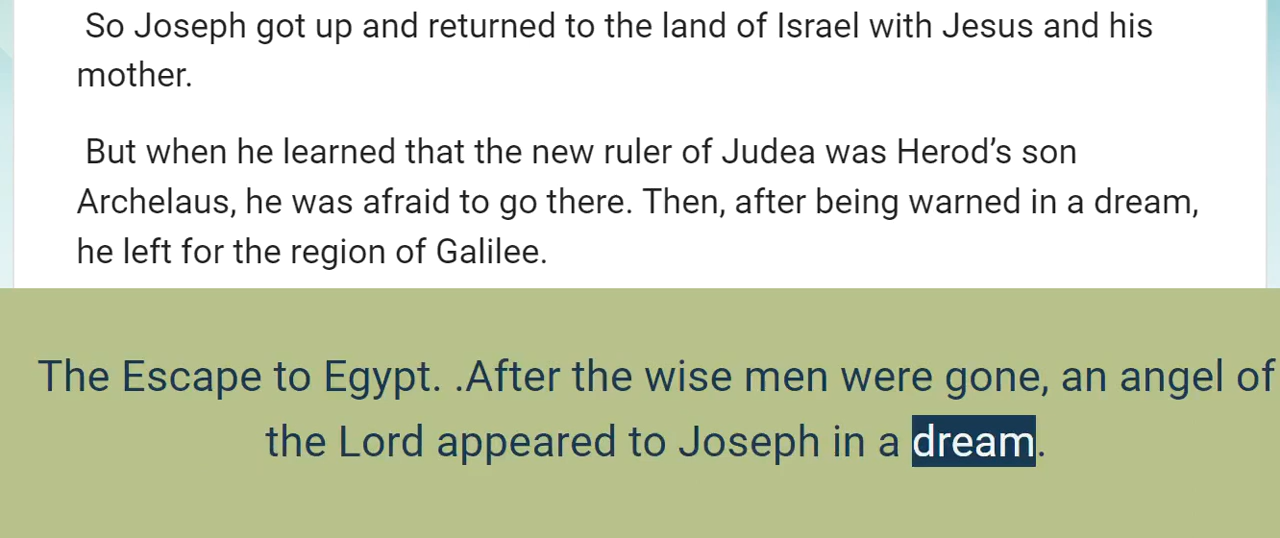 So Joseph got up and returned to the land of Israel with Jesus and his
mother.
But when he learned that the new ruler of Judea was Herod’s son
Archelaus, he was afraid to go there. Then, after being warned in a dream,
he left for the region of Galilee.
The Escape to Egypt. .After the wise men were gone, an angel of
the Lord appeared to Joseph in a dream.